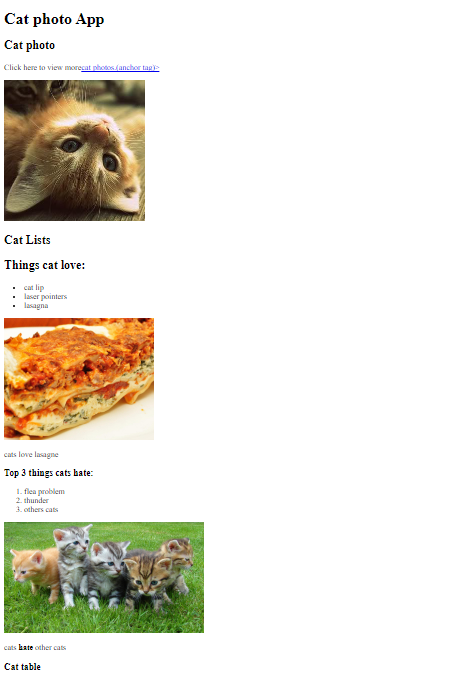 Cat photo App
Cat photo
Click here to view morecat photos.(anchor tag)>
Cat Lists
Things cat love:
cat lip
laser pointers
lasagna
cats love lasagne
Top 3 things cats hate:
1. flea problem
2. thunder
3. others cats
cats hate other cats
Cat table